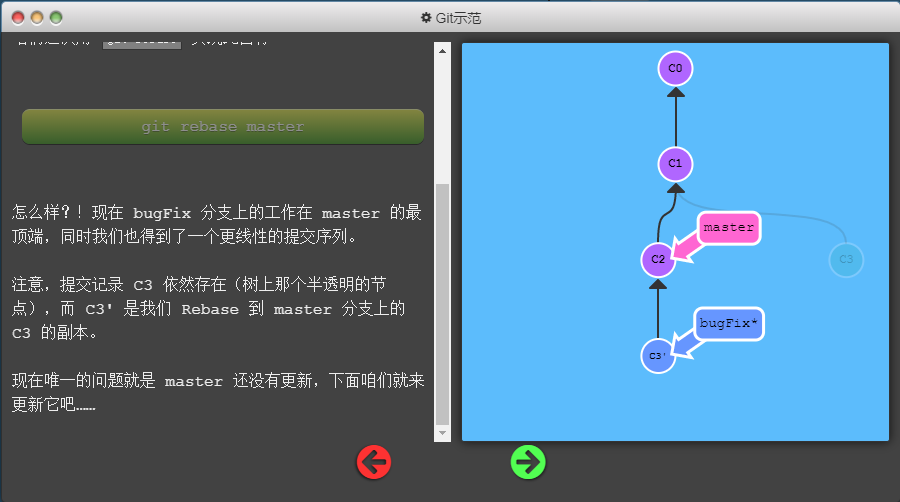 Git示范
git rebase master
怎么样?! 现在 bugFix 分支上的工作在 master 的最
顶端，同时我们也得到了一个更线性的提交序列。
注意，提交记录 C3 依然存在（树上那个半透明的节
点），而 C3' 是我们 Rebase 到 master 分支上的
C3 的副本。
现在唯一的问题就是 master 还没有更新，下面咱们就来
更新它吧……
C0
C1
master
C2
C3
bugFix*
C3'